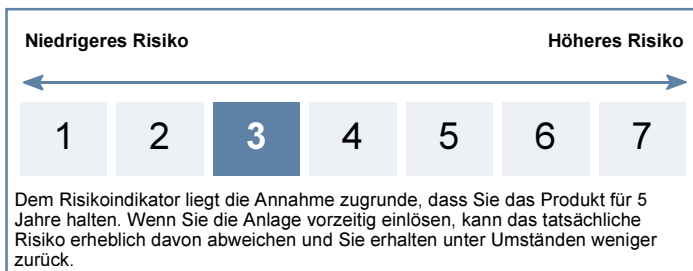 Niedrigeres Risiko Höheres Risiko
1 2 3 4 5 6 7
Dem Risikoindikator liegt die Annahme zugrunde, dass Sie das Produkt für 5
Jahre halten. Wenn Sie die Anlage vorzeitig einlösen, kann das tatsächliche
Risiko erheblich davon abweichen und Sie erhalten unter Umständen weniger
zurück.